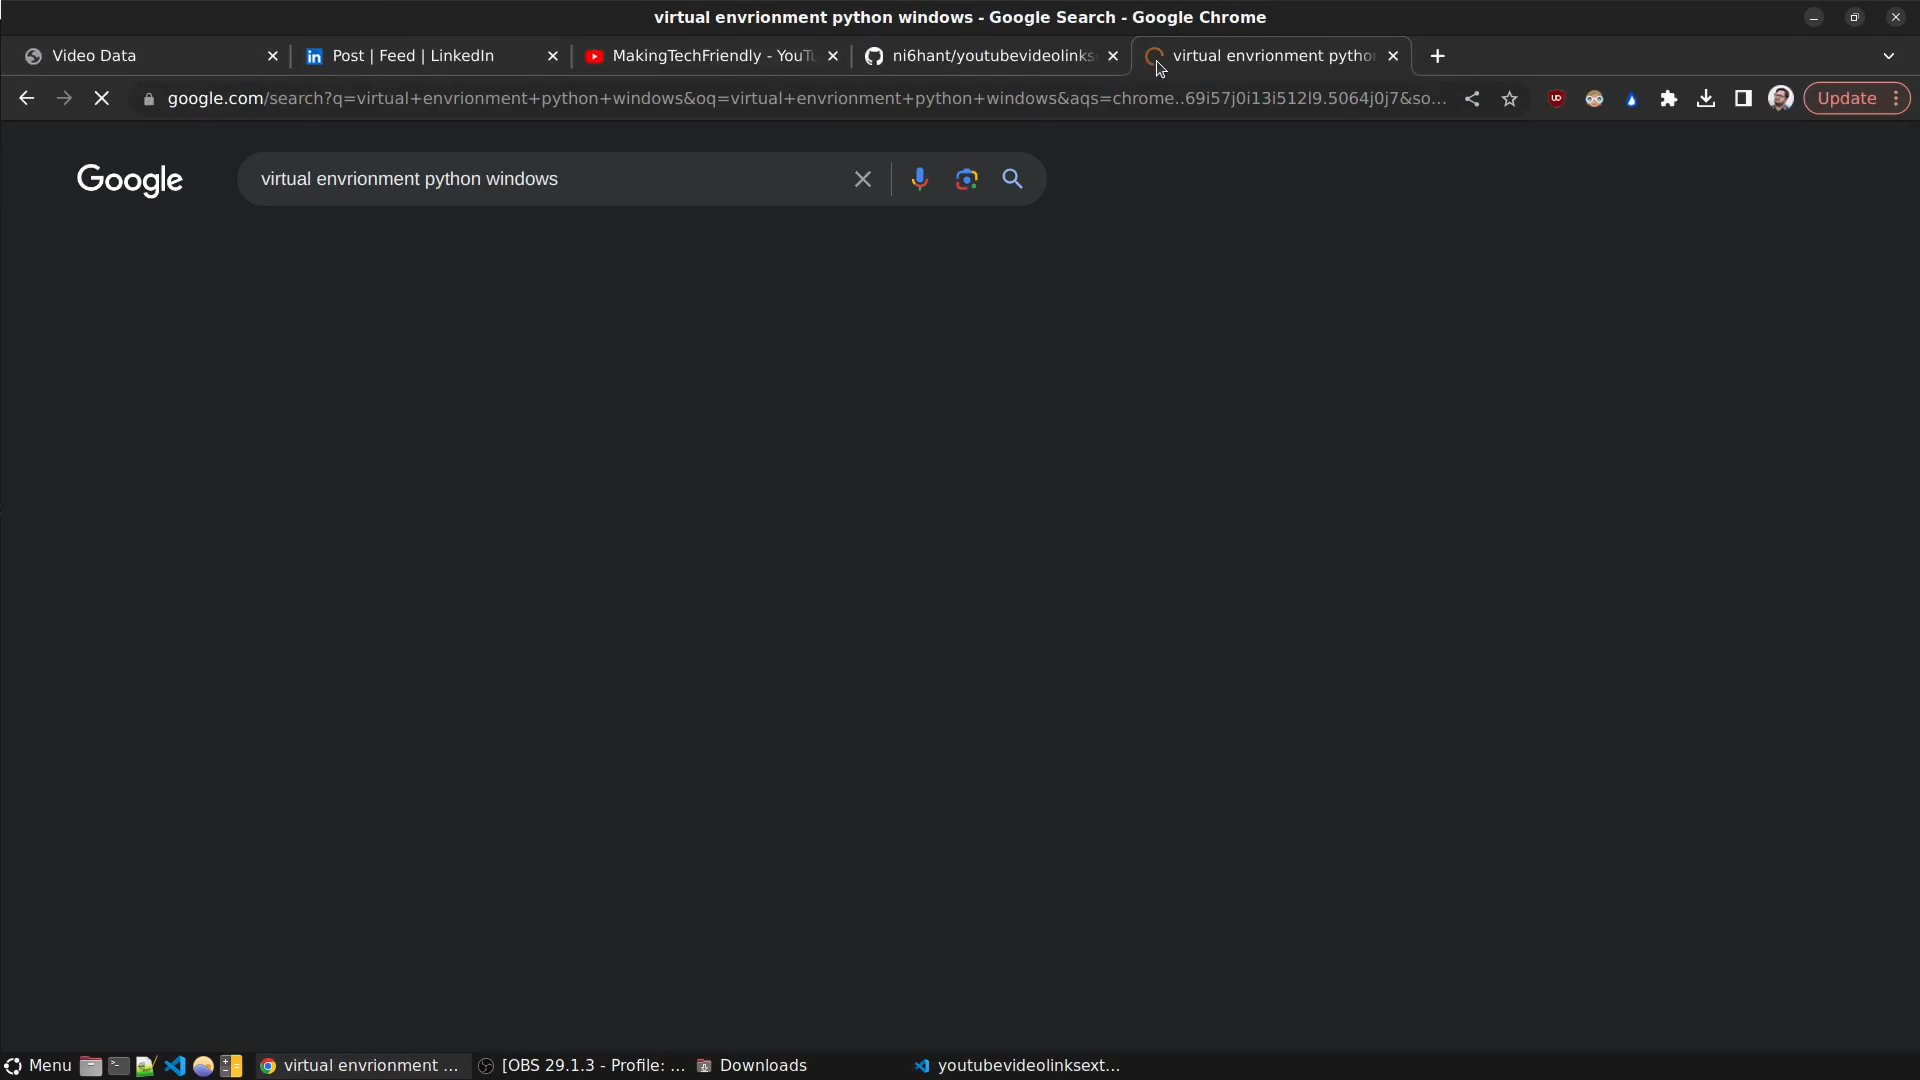 virtual envrionment python windows - Google Search - Google Chrome
Video Data
Post | Feed | LinkedIn
MakingTechFriendly - YouTu
ni6hant/youtubevideolinks
virtual envrionment pytho
google.com/search?q=virtual+envrionment+python+windows&oq=virtual+envrionment+python+windows&aqs=chrome..69i57j0i13i512l9.5064j0j7&so...
Update
Google
virtual envrionment python windows
Menu
virtual envrionment ...
[OBS 29.1.3 - Profile: ...
Downloads
youtubevideolinksext...